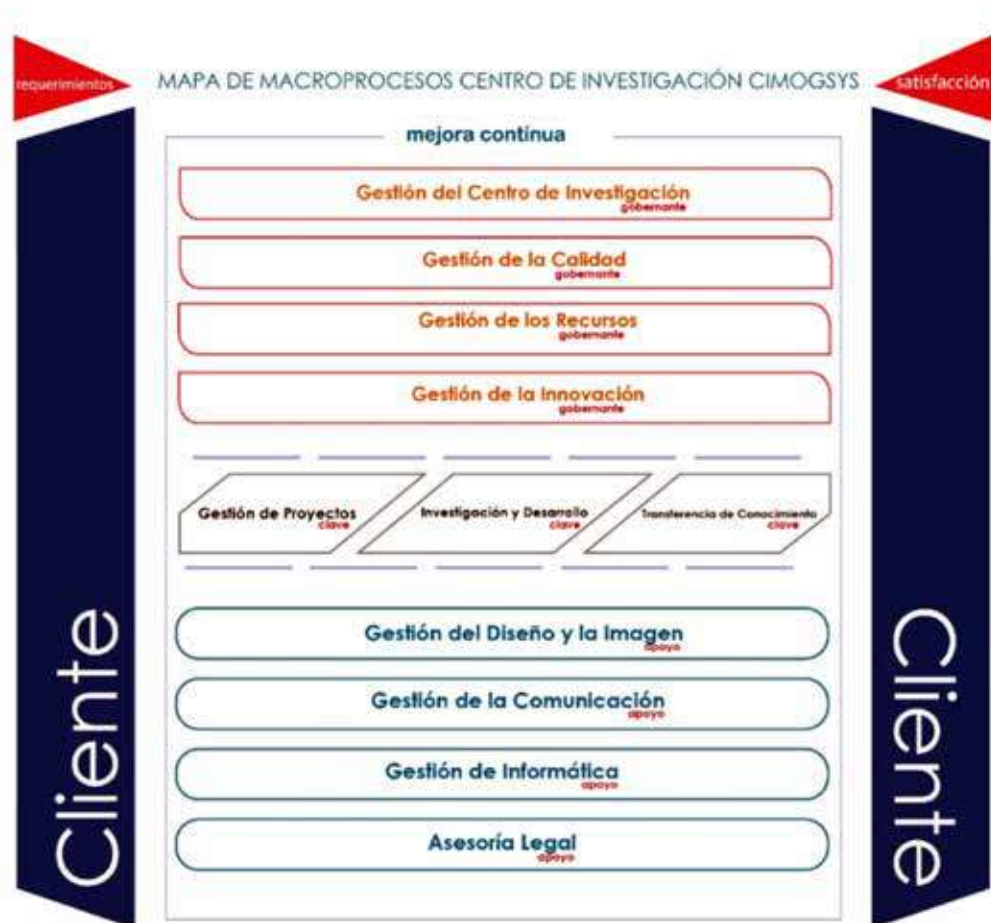 requerimientos
MAPA DE MACROPROCESOS CENTRO DE INVESTIGACIÓN CIMOGSYS
satisfacción
mejora contínua
Gestión del Centro de Investigación
gobernante
Gestión de la Calidad
gobernante
Gestión de los Recursos
gobernante
Gestión de la Innovación
gobernante
Gestión de Proyectos
clave
Investigación y Desarrollo
clave
Transferencia de Conocimiento
clave
Gestión del Diseño y la Imagen
apoyo
Gestión de la Comunicación
apoyo
Gestión de Informática
apoyo
Asesoría Legal
apoyo
Cliente
Cliente